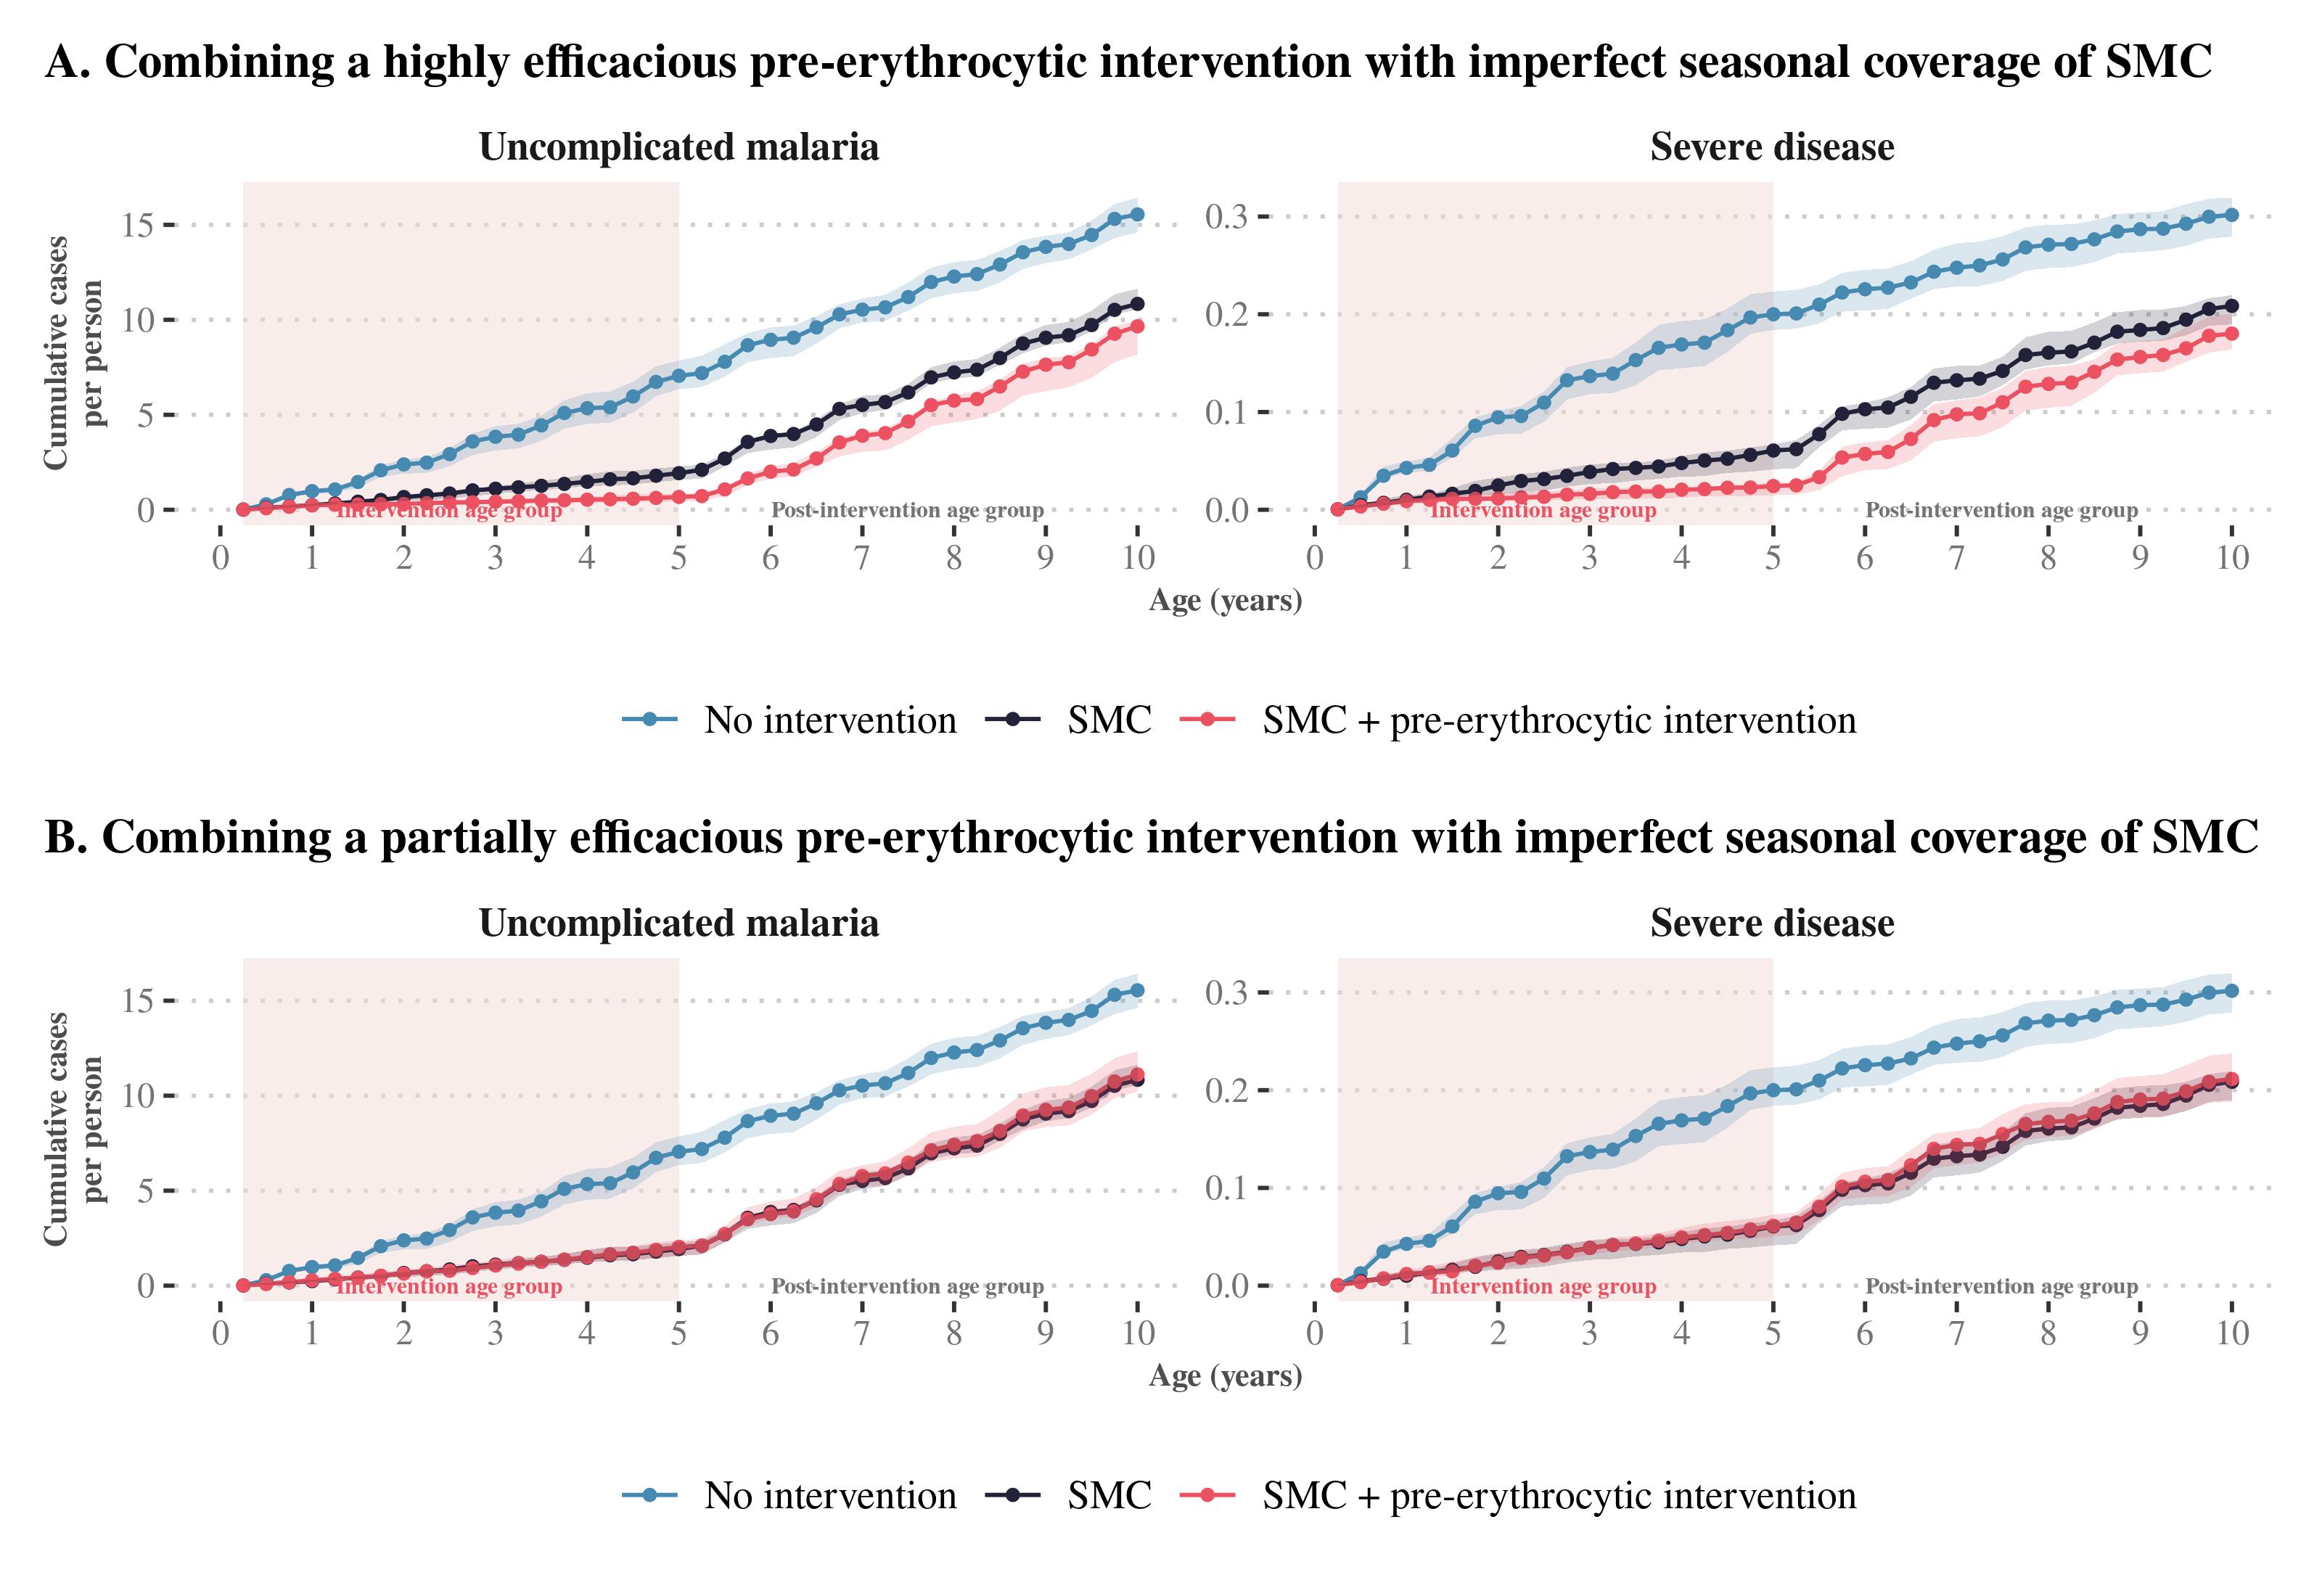 A. Combining a highly efficacious pre-erythrocytic intervention with imperfect seasonal coverage of SMC
Uncomplicated malaria
Severe disease
Cumulative cases
per person
15
10
5
0
Intervention age group
Post-intervention age group
0 1 2 3 4 5 6 7 8 9 10
0.3
0.2
0.1
0.0
Intervention age group
Post-intervention age group
0 1 2 3 4 5 6 7 8 9 10
Age (years)
No intervention SMC SMC + pre-erythrocytic intervention
B. Combining a partially efficacious pre-erythrocytic intervention with imperfect seasonal coverage of SMC
Uncomplicated malaria
Severe disease
Cumulative cases
per person
15
10
5
0
Intervention age group
Post-intervention age group
0 1 2 3 4 5 6 7 8 9 10
0.3
0.2
0.1
0.0
Intervention age group
Post-intervention age group
0 1 2 3 4 5 6 7 8 9 10
Age (years)
No intervention SMC SMC + pre-erythrocytic intervention